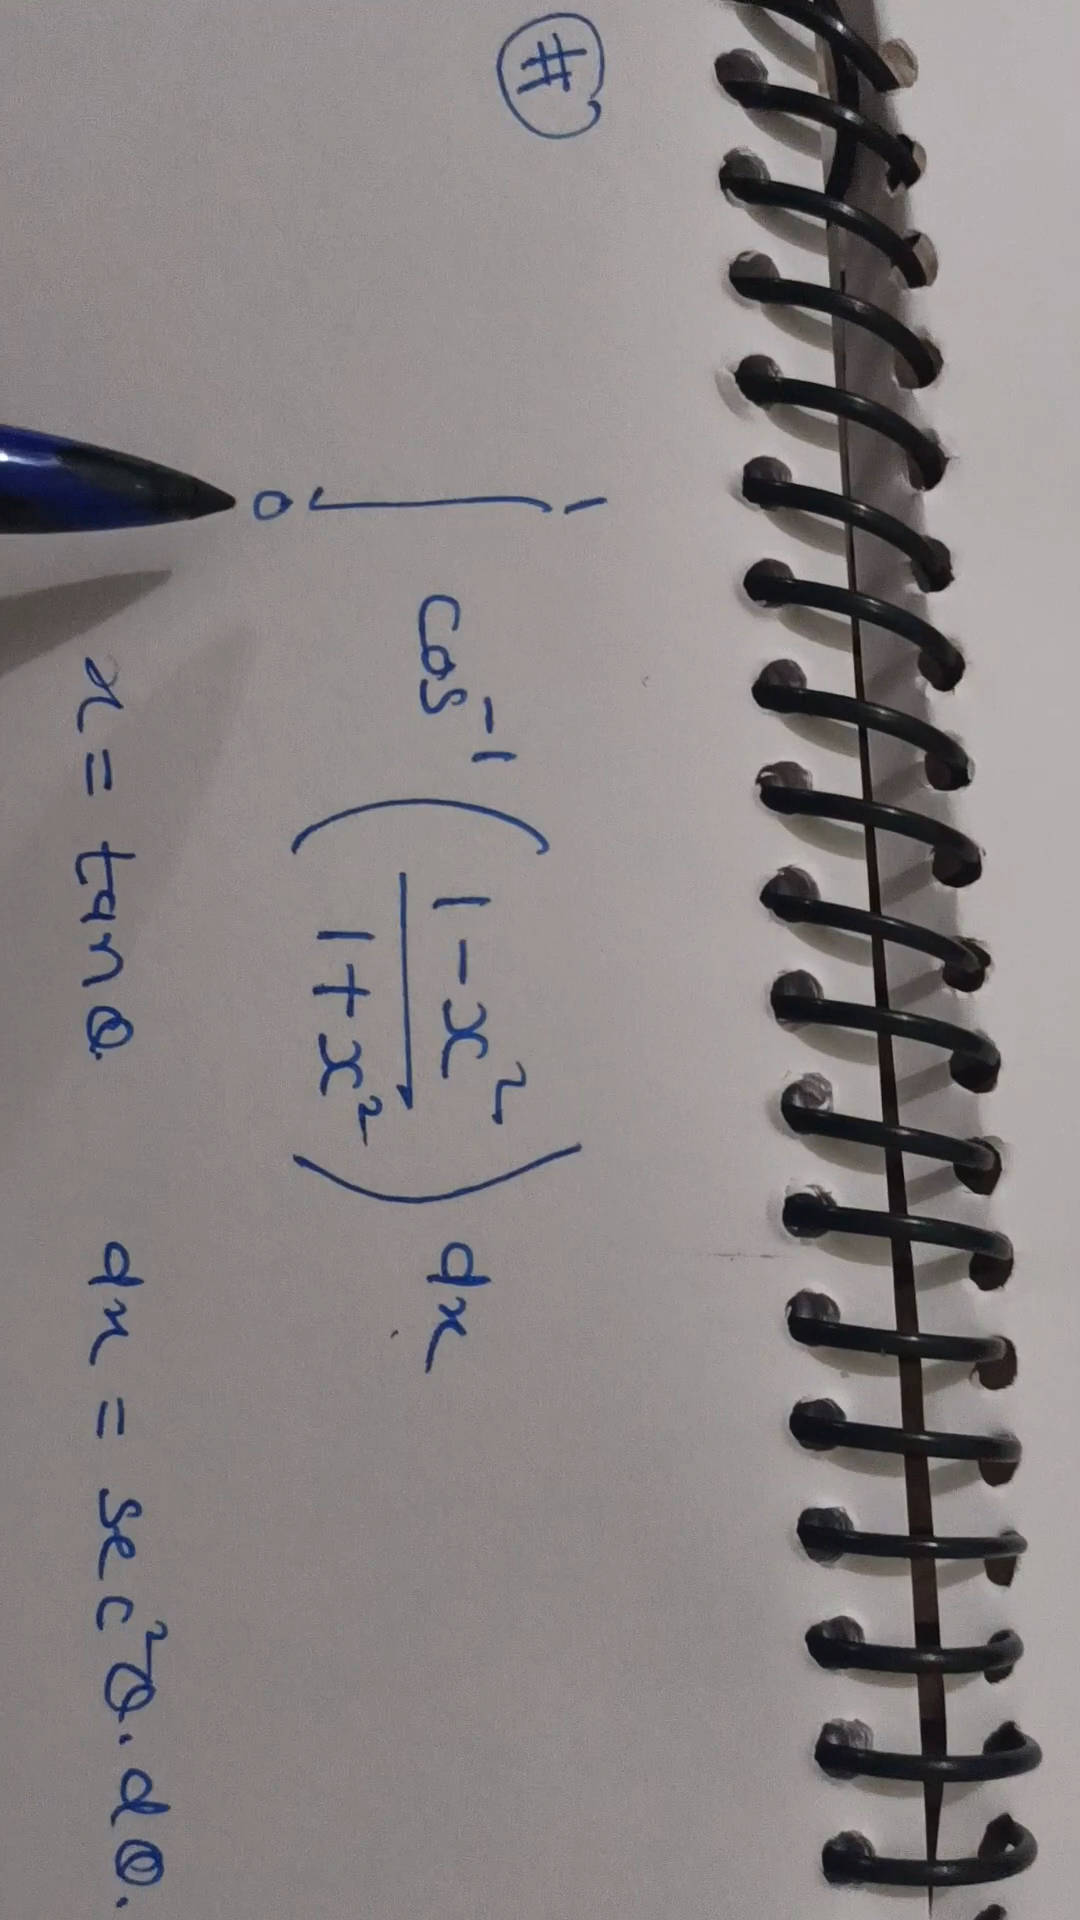 #
∫₀¹ cos⁻¹ ( (1-x²) / (1+x²) ) dx
x = tanθ dx = sec²θ.dθ.